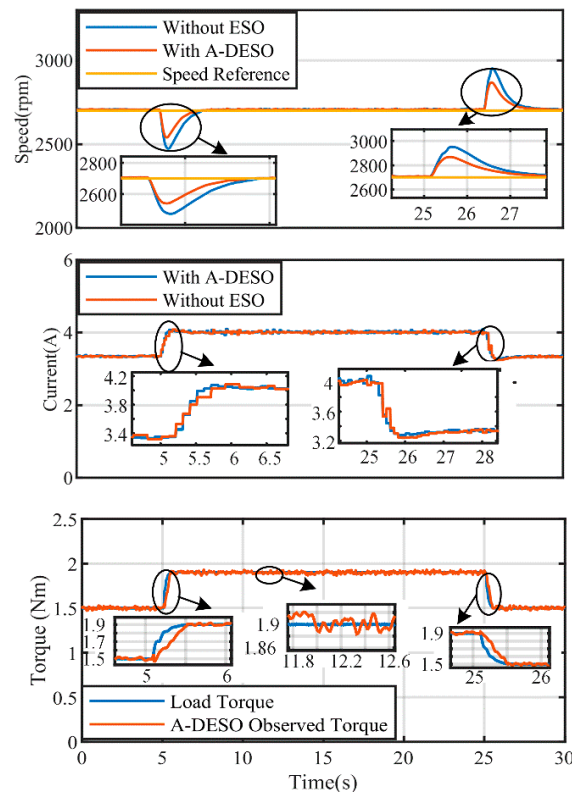 3300
3000
2700
2400
2000
Speed(rpm)
Without ESO
With A-DESO
Speed Reference
2800
2600
3000
2800
2600
25 26 27
6
4
2
0
Current(A)
With A-DESO
Without ESO
4.2
3.8
3.4
5 5.5 6 6.5
4
3.6
3.2
25 26 27 28
2.5
2
1.5
1
0.5
0
Torque (Nm)
1.9
1.5
5 6
1.9
1.86
11.8 12.2 12.6
1.9
1.5
25 26
Load Torque
A-DESO Observed Torque
0 5 10 15 20 25 30
Time(s)